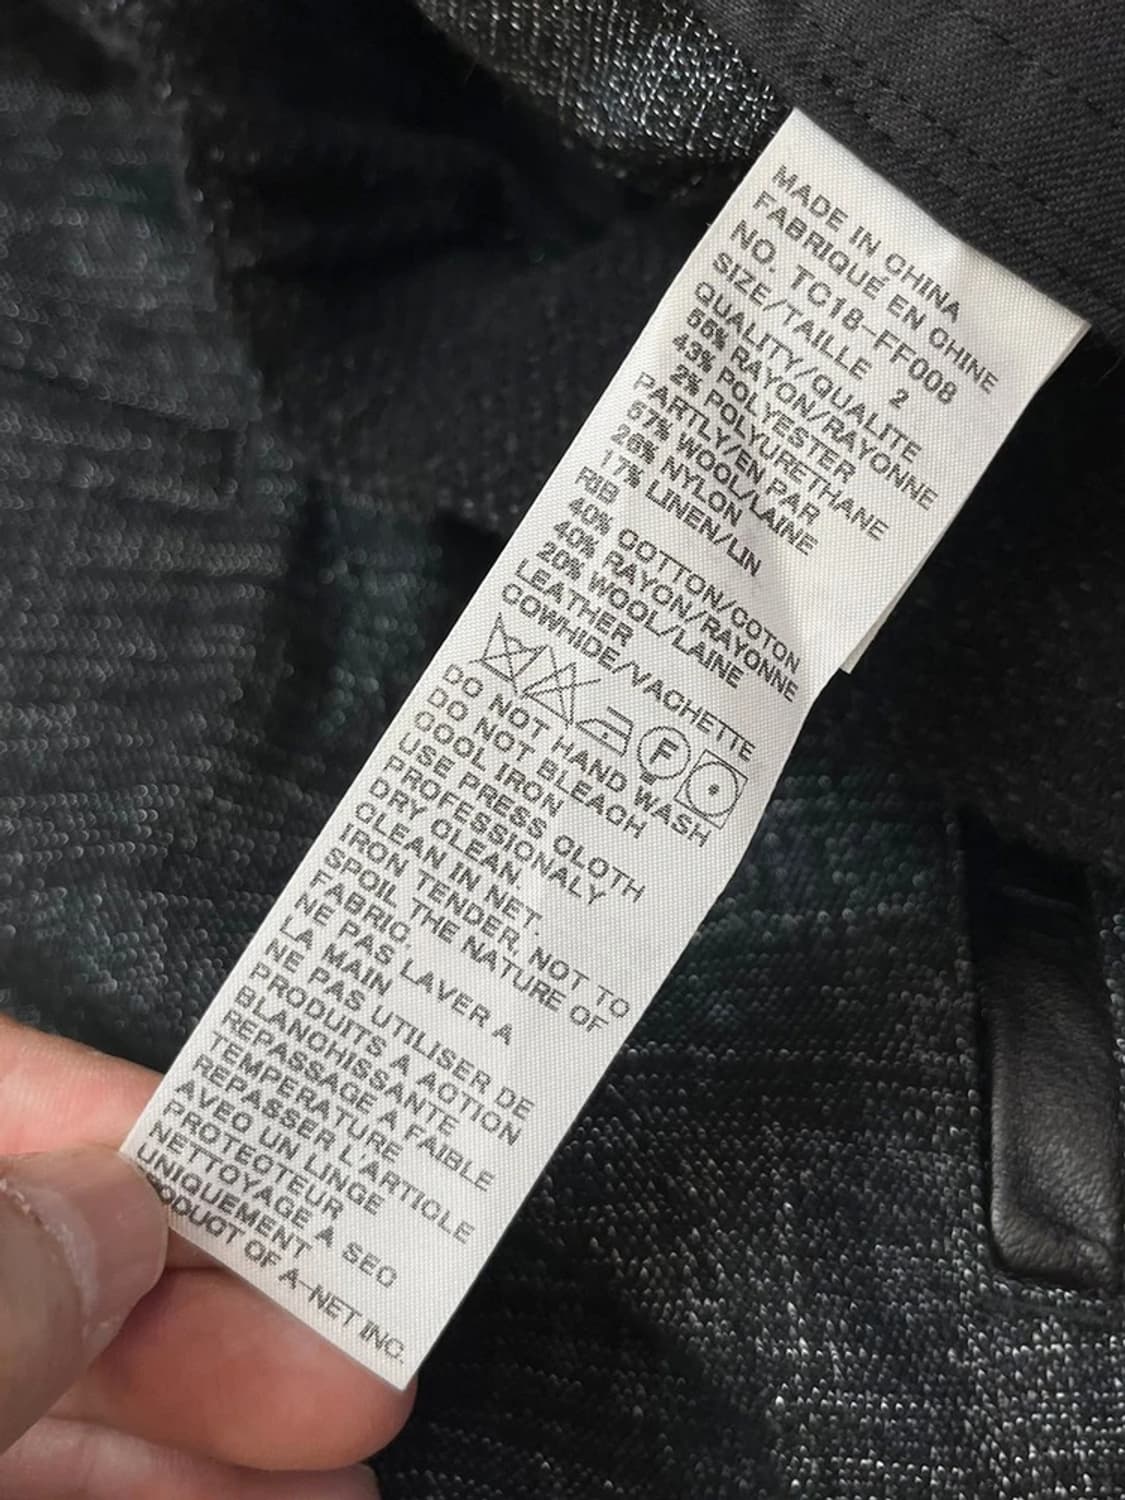 MADE IN CHINA
FABRIQUÉ EN CHINE
NO. TC18-FF008
SIZE/TAILLE 2
QUALITY/QUALITE
55% RAYON/RAYONNE
43% POLYESTER
2% POLYURETHANE
PARTLY/EN PAR
57% WOOL/LAINE
26% NYLON
17% LINEN/LIN
RIB
40% COTTON/COTON
40% RAYON/RAYONNE
20% WOOL/LAINE
LEATHER
COWHIDE/VACHETTE
F
DO NOT HAND WASH
DO NOT BLEACH
COOL IRON
USE PRESS CLOTH
PROFESSIONALY
DRY CLEAN.
CLEAN IN NET.
IRON TENDER, NOT TO
SPOIL THE NATURE OF
FABRIC.
NE PAS LAVER A
LA MAIN
NE PAS UTILISER DE
PRODUITS A ACTION
BLANCHISSANTE
REPASSAGE A FAIBLE
TEMPERATURE
REPASSER L'ARTICLE
AVEC UN LINGE
PROTECTEUR
NETTOYAGE À SEC
UNIQUEMENT
ODUCT OF A-NET INC.